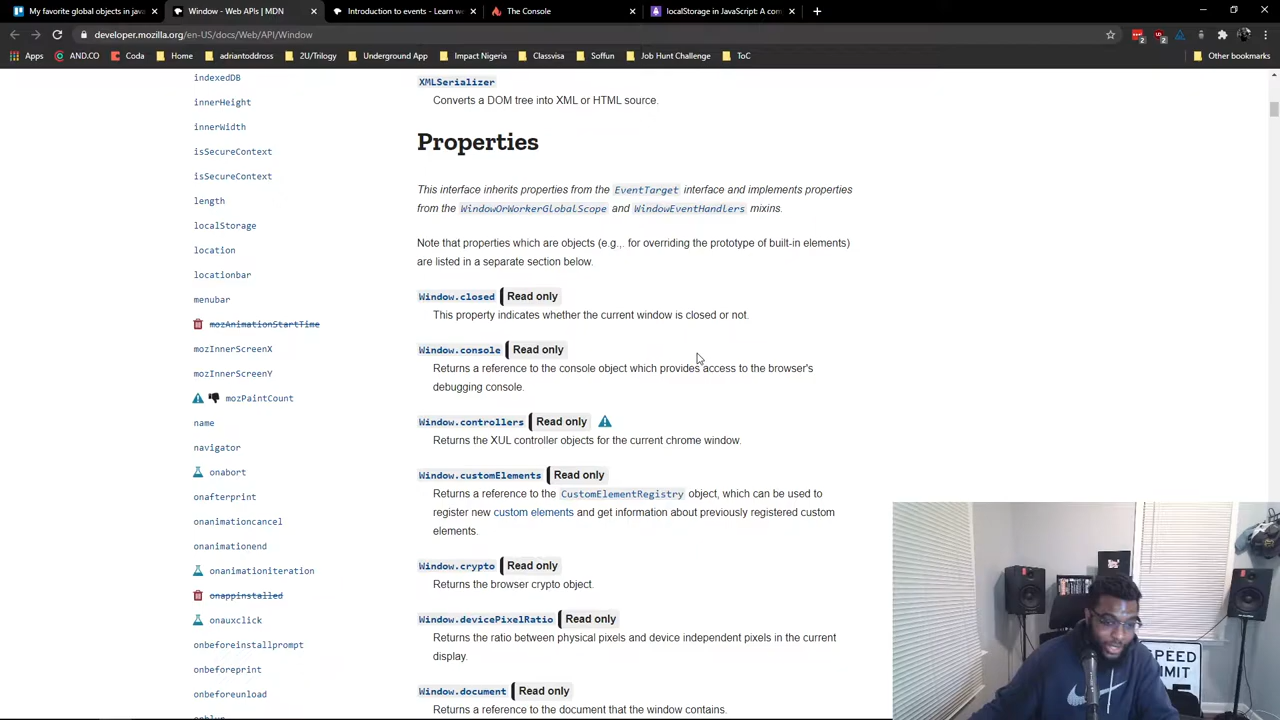 My favorite global objects in java
Window - Web APIs | MDN
Introduction to events - Learn w
The Console
localStorage in JavaScript: A con
developer.mozilla.org/en-US/docs/Web/API/Window
Apps
AND.CO
Coda
Home
adriantoddross
2U/Trilogy
Underground App
Impact Nigeria
Classvisa
Soffun
Job Hunt Challenge
ToC
Other bookmarks
indexedDB
innerHeight
innerWidth
isSecureContext
isSecureContext
length
localStorage
location
locationbar
menubar
mozAnimationStartTime
mozInnerScreenX
mozInnerScreenY
mozPaintCount
name
navigator
onabort
onafterprint
onanimationcancel
onanimationend
onanimationiteration
onappinstalled
onauxclick
onbeforeinstallprompt
onbeforeprint
onbeforeunload
XMLSerializer
Converts a DOM tree into XML or HTML source.
Properties
This interface inherits properties from the EventTarget interface and implements properties
from the WindowOrWorkerGlobalScope and WindowEventHandlers mixins.
Note that properties which are objects (e.g.,. for overriding the prototype of built-in elements)
are listed in a separate section below.
Window.closed Read only
This property indicates whether the current window is closed or not.
Window.console Read only
Returns a reference to the console object which provides access to the browser's
debugging console.
Window.controllers Read only
Returns the XUL controller objects for the current chrome window.
Window.customElements Read only
Returns a reference to the CustomElementRegistry object, which can be used to
register new custom elements and get information about previously registered custom
elements.
Window.crypto Read only
Returns the browser crypto object.
Window.devicePixelRatio Read only
Returns the ratio between physical pixels and device independent pixels in the current
display.
Window.document Read only
Returns a reference to the document that the window contains.
SPEED